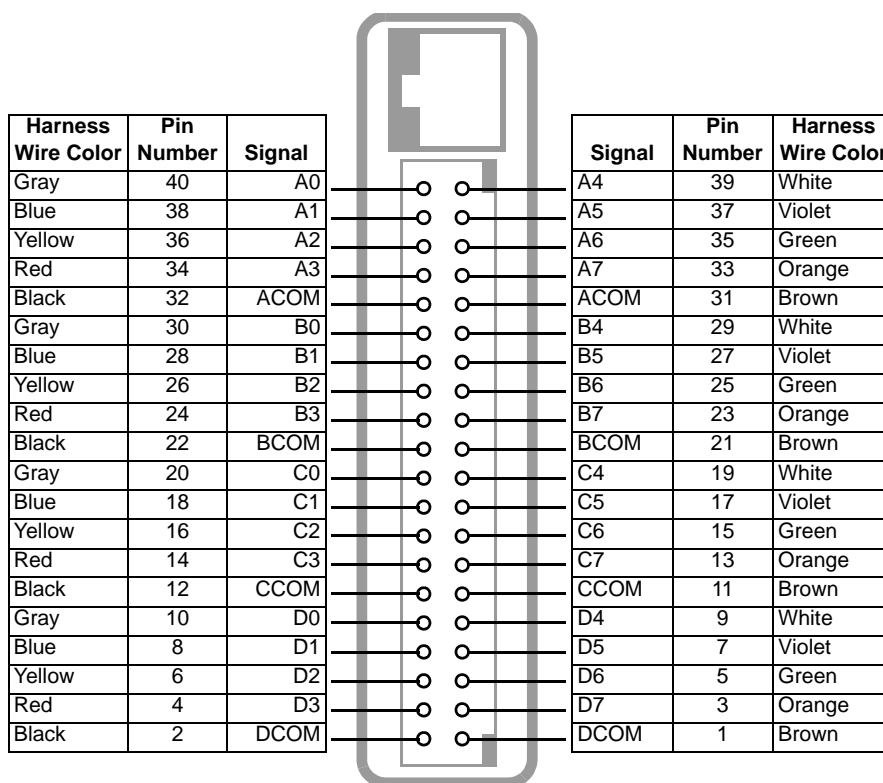 Harness Wire Color Pin Number Signal Signal Pin Number Harness Wire Color
Gray 40 A0 A4 39 White
Blue 38 A1 A5 37 Violet
Yellow 36 A2 A6 35 Green
Red 34 A3 A7 33 Orange
Black 32 ACOM ACOM 31 Brown
Gray 30 B0 B4 29 White
Blue 28 B1 B5 27 Violet
Yellow 26 B2 B6 25 Green
Red 24 B3 B7 23 Orange
Black 22 BCOM BCOM 21 Brown
Gray 20 C0 C4 19 White
Blue 18 C1 C5 17 Violet
Yellow 16 C2 C6 15 Green
Red 14 C3 C7 13 Orange
Black 12 CCOM CCOM 11 Brown
Gray 10 D0 D4 9 White
Blue 8 D1 D5 7 Violet
Yellow 6 D2 D6 5 Green
Red 4 D3 D7 3 Orange
Black 2 DCOM DCOM 1 Brown